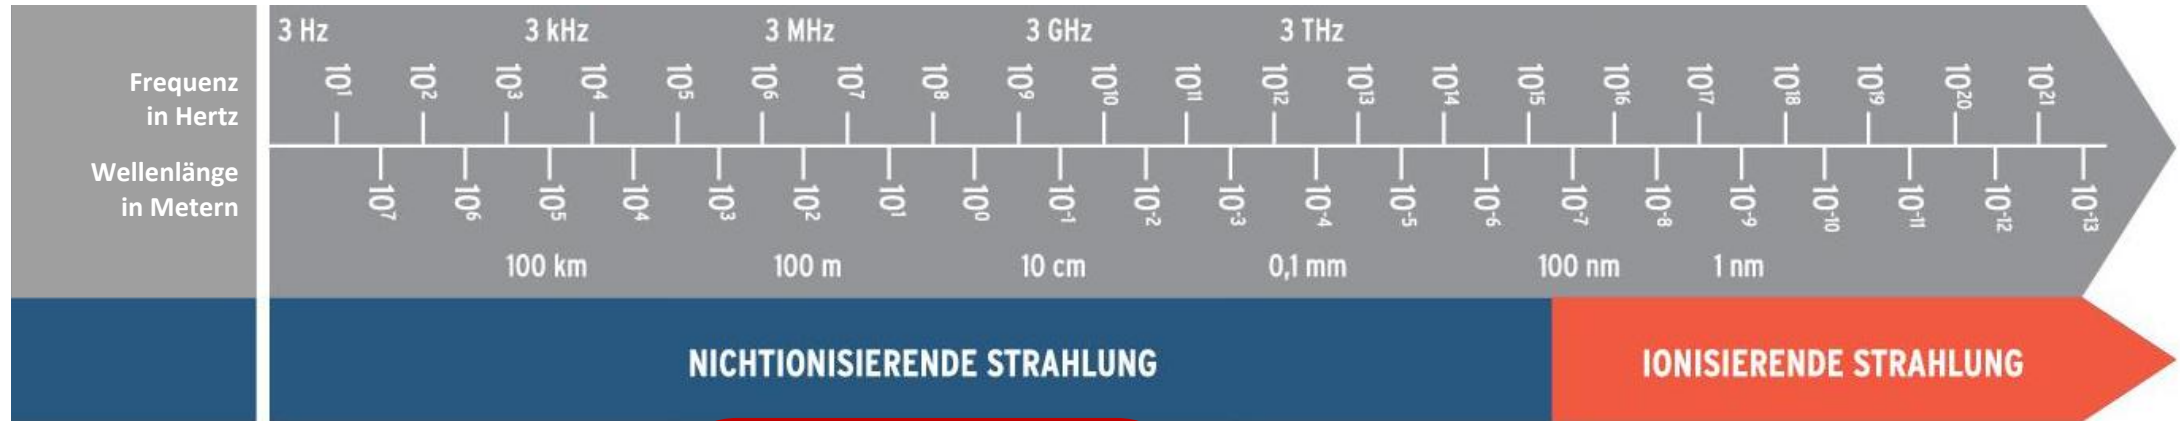 3 Hz 3 kHz 3 MHz 3 GHz 3 THz
Frequenz
in Hertz
10¹ 10² 10³ 10⁴ 10⁵ 10⁶ 10⁷ 10⁸ 10⁹ 10¹⁰ 10¹¹ 10¹² 10¹³ 10¹⁴ 10¹⁵ 10¹⁶ 10¹⁷ 10¹⁸ 10¹⁹ 10²⁰ 10²¹
Wellenlänge
in Metern
10⁷ 10⁶ 10⁵ 10⁴ 10³ 10² 10¹ 10⁰ 10⁻¹ 10⁻² 10⁻³ 10⁻⁴ 10⁻⁵ 10⁻⁶ 10⁻⁷ 10⁻⁸ 10⁻⁹ 10⁻¹⁰ 10⁻¹¹ 10⁻¹² 10⁻¹³
100 km 100 m 10 cm 0,1 mm 100 nm 1 nm
NICHTIONISIERENDE STRAHLUNG IONISIERENDE STRAHLUNG